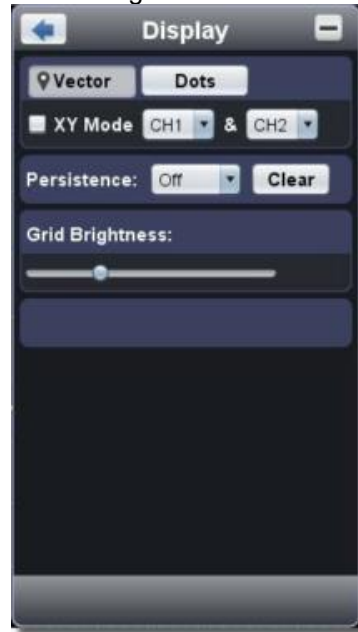 Display
Vector Dots
XY Mode CH1 & CH2
Persistence: Off Clear
Grid Brightness: